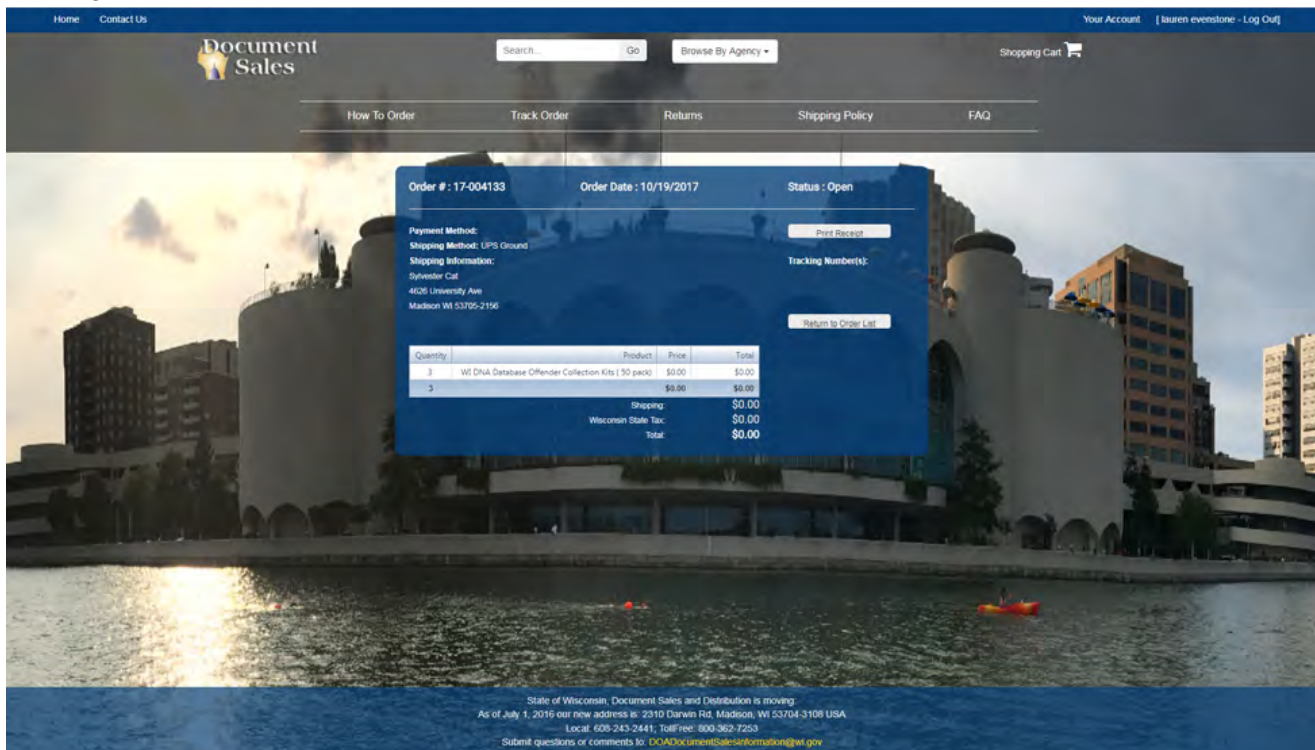 Home Contact Us Your Account [ lauren evenstone - Log Out]
Document Sales
Search... Go Browse By Agency Shopping Cart
How To Order Track Order Returns Shipping Policy FAQ
Order # : 17-004133 Order Date : 10/19/2017 Status : Open
Payment Method: Print Receipt
Shipping Method: UPS Ground
Shipping Information: Tracking Number(s):
Sylvester Cat
4626 University Ave
Madison WI 53705-2156
Return to Order List
Quantity Product Price Total
3 WI DNA Database Offender Collection Kits ( 50 pack) $0.00 $0.00
3 $0.00 $0.00
Shipping: $0.00
Wisconsin State Tax: $0.00
Total: $0.00
State of Wisconsin, Document Sales and Distribution is moving:
As of July 1, 2016 our new address is: 2310 Darwin Rd, Madison, WI 53704-3108 USA
Local: 608-243-2441; TollFree: 800-362-7253
Submit questions or comments to: DOADocumentSalesInformation@wi.gov